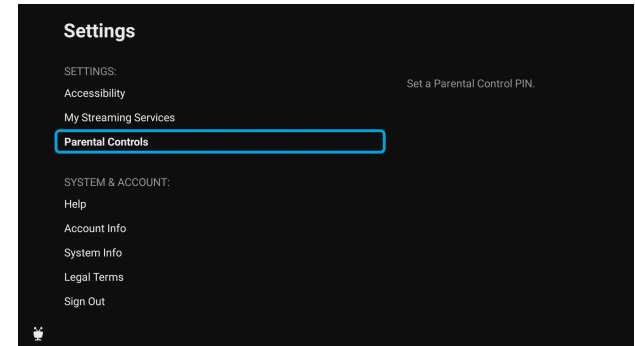 Settings
SETTINGS:
Set a Parental Control PIN.
Accessibility
My Streaming Services
Parental Controls
SYSTEM & ACCOUNT:
Help
Account Info
System Info
Legal Terms
Sign Out